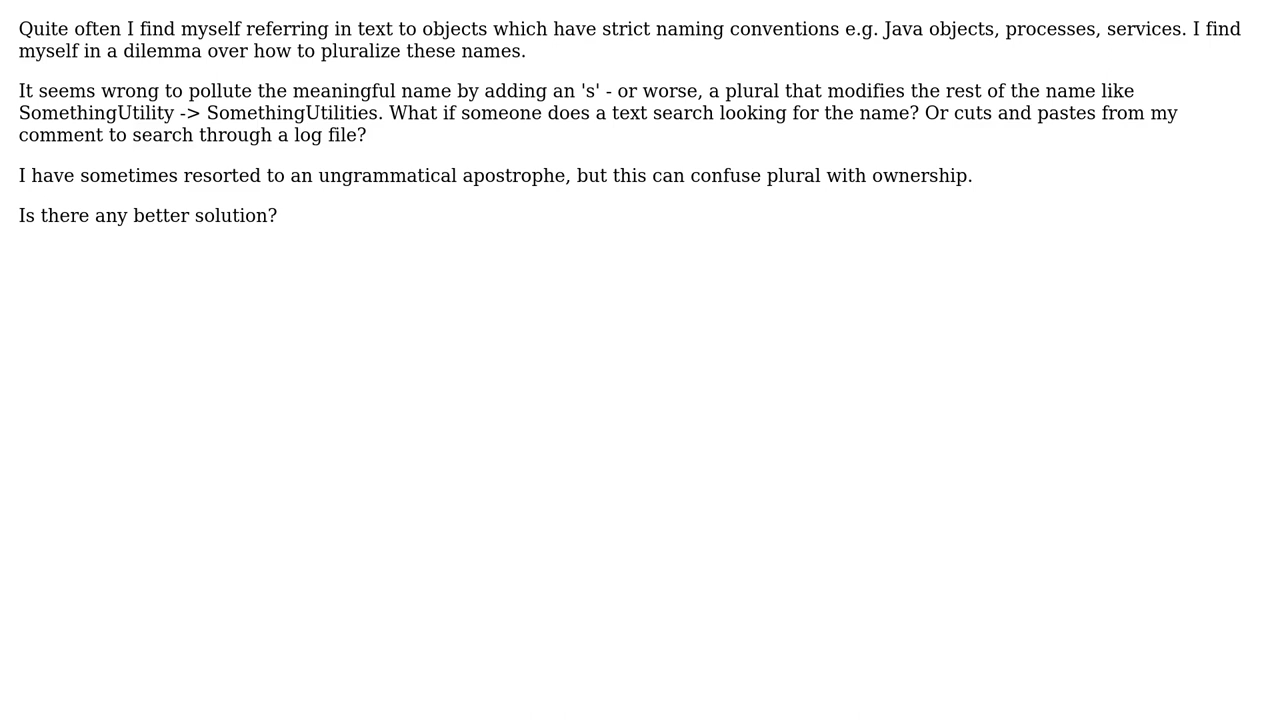 Quite often I find myself referring in text to objects which have strict naming conventions e.g. Java objects, processes, services. I find
myself in a dilemma over how to pluralize these names.
It seems wrong to pollute the meaningful name by adding an 's' - or worse, a plural that modifies the rest of the name like
SomethingUtility -> SomethingUtilities. What if someone does a text search looking for the name? Or cuts and pastes from my
comment to search through a log file?
I have sometimes resorted to an ungrammatical apostrophe, but this can confuse plural with ownership.
Is there any better solution?